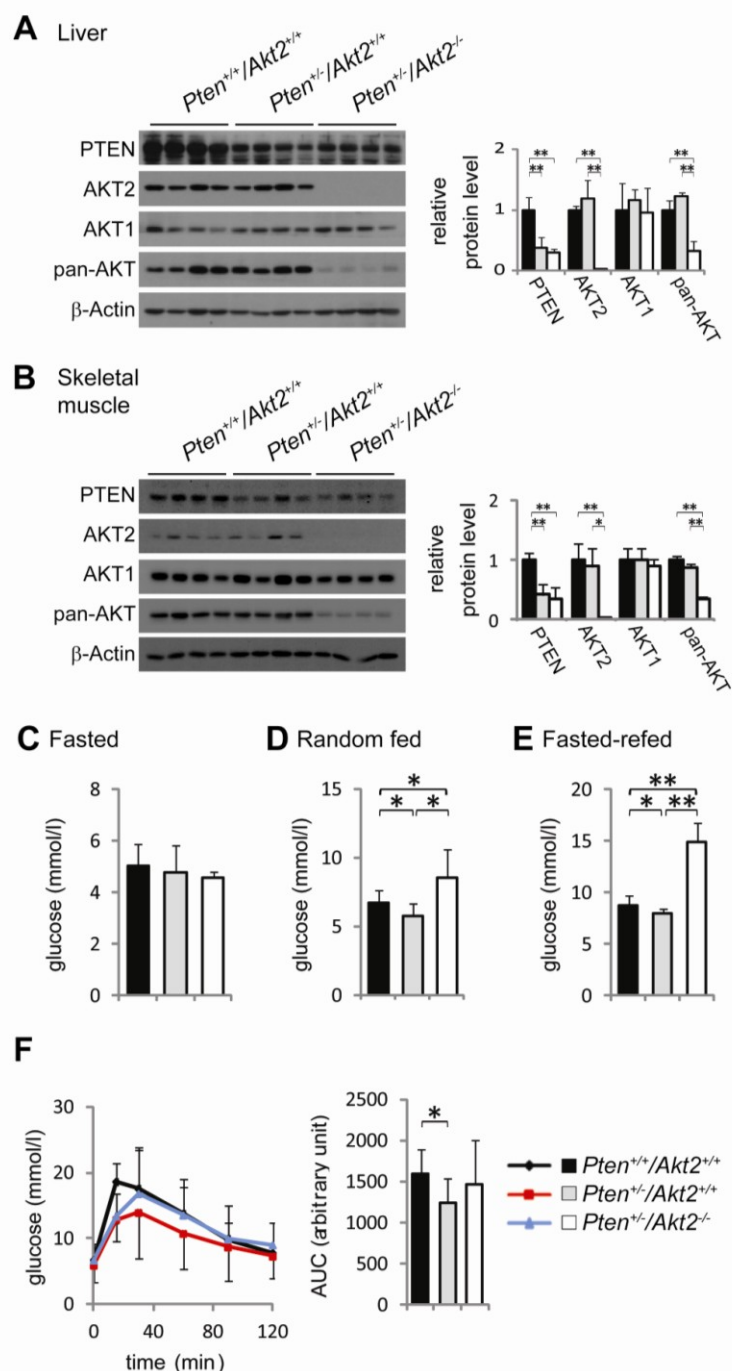 A Liver
Pten+/+/Akt2+/+
Pten+/-/Akt2+/+
Pten+/-/Akt2-/-
PTEN
AKT2
AKT1
pan-AKT
β-Actin
relative
protein level
2
1
0
** ** ** ** ** **
PTEN
AKT2
AKT1
pan-AKT
B Skeletal
muscle
Pten+/+/Akt2+/+
Pten+/-/Akt2+/+
Pten+/-/Akt2-/-
PTEN
AKT2
AKT1
pan-AKT
β-Actin
relative
protein level
2
1
0
** ** **
** * **
PTEN
AKT2
AKT1
pan-AKT
C Fasted
glucose (mmol/l)
8
6
4
2
0
D Random fed
glucose (mmol/l)
15
10
5
0
*
* *
E Fasted-refed
glucose (mmol/l)
20
15
10
5
0
**
* **
F
glucose (mmol/l)
30
20
10
0
0 40 80 120
time (min)
AUC (arbitrary unit)
2500
2000
1500
1000
500
0
*
Pten+/+/Akt2+/+
Pten+/-/Akt2+/+
Pten+/-/Akt2-/-